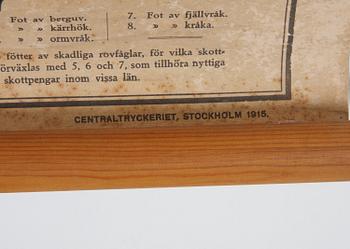 Fot av berguv.
» » kärrhök.
» » ormvråk.
7. Fot av fjällvråk.
8. » » kråka.
fötter av skadliga rovfåglar, för vilka skott-
örväxlas med 5, 6 och 7, som tillhöra nyttiga
skottpengar inom vissa län.
CENTRALTRYCKERIET, STOCKHOLM 1915.